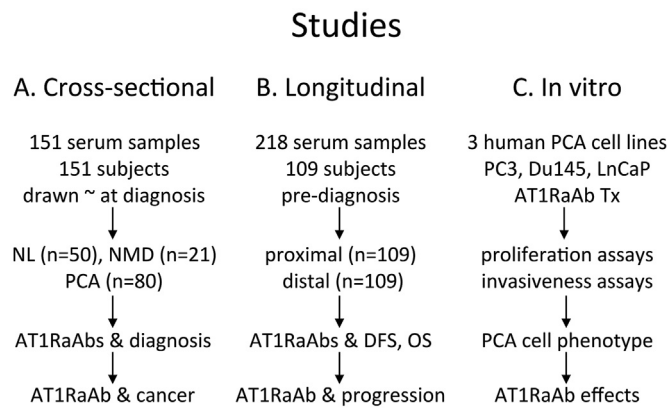 Studies
A. Cross-sectional
151 serum samples
151 subjects
drawn ~ at diagnosis
NL (n=50), NMD (n=21)
PCA (n=80)
AT1RaAbs & diagnosis
AT1RaAb & cancer
B. Longitudinal
218 serum samples
109 subjects
pre-diagnosis
proximal (n=109)
distal (n=109)
AT1RaAbs & DFS, OS
AT1RaAb & progression
C. In vitro
3 human PCA cell lines
PC3, Du145, LnCaP
AT1RaAb Tx
proliferation assays
invasiveness assays
PCA cell phenotype
AT1RaAb effects